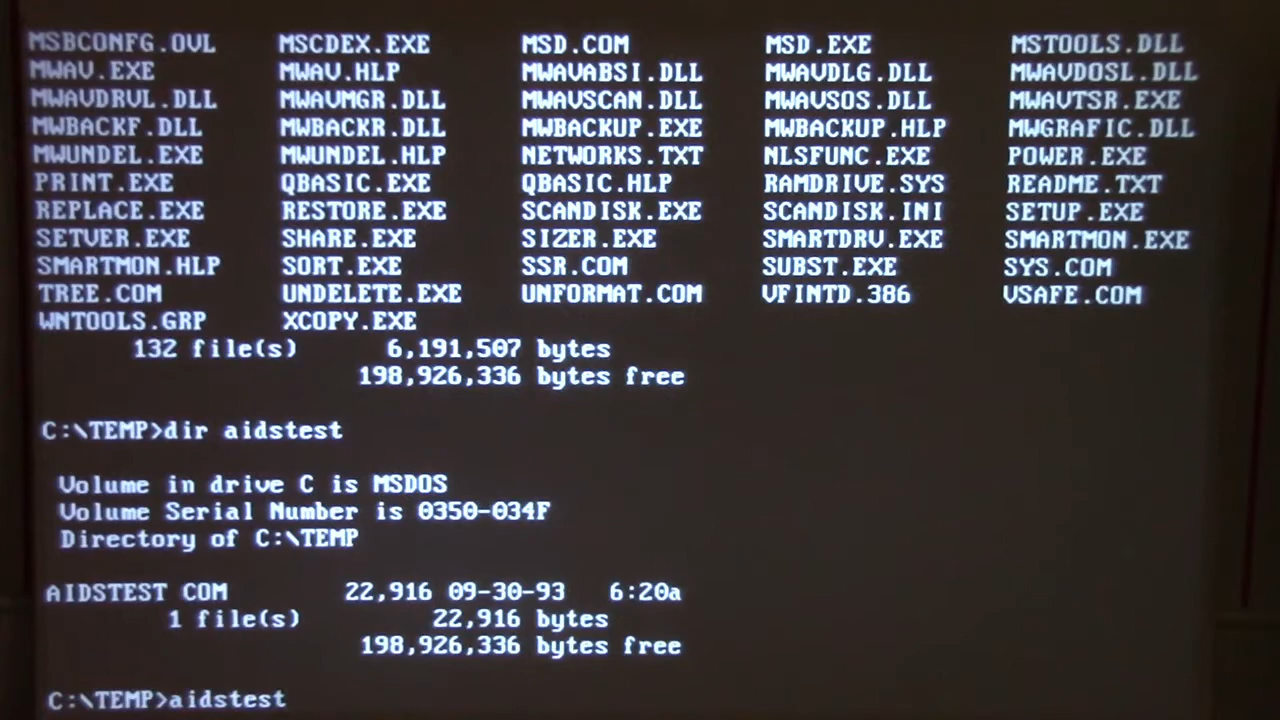 MSBCONFG.OVL MSCDEX.EXE MSD.COM MSD.EXE MSTOOLS.DLL
MWAV.EXE MWAV.HLP MWAVABSI.DLL MWAVDLG.DLL MWAVDOSL.DLL
MWAVDRVL.DLL MWAVMGR.DLL MWAVSCAN.DLL MWAVSOS.DLL MWAVTSR.EXE
MWBACKF.DLL MWBACKR.DLL MWBACKUP.EXE MWBACKUP.HLP MWGRAFIC.DLL
MWUNDEL.EXE MWUNDEL.HLP NETWORKS.TXT NLSFUNC.EXE POWER.EXE
PRINT.EXE QBASIC.EXE QBASIC.HLP RAMDRIVE.SYS README.TXT
REPLACE.EXE RESTORE.EXE SCANDISK.EXE SCANDISK.INI SETUP.EXE
SETVER.EXE SHARE.EXE SIZER.EXE SMARTDRV.EXE SMARTMON.EXE
SMARTMON.HLP SORT.EXE SSR.COM SUBST.EXE SYS.COM
TREE.COM UNDELETE.EXE UNFORMAT.COM VFINTD.386 VSAFE.COM
WNTOOLS.GRP XCOPY.EXE
132 file(s) 6,191,507 bytes
198,926,336 bytes free
C:\TEMP>dir aidstest
Volume in drive C is MSDOS
Volume Serial Number is 0350-034F
Directory of C:\TEMP
AIDSTEST COM 22,916 09-30-93 6:20a
1 file(s) 22,916 bytes
198,926,336 bytes free
C:\TEMP>aidstest